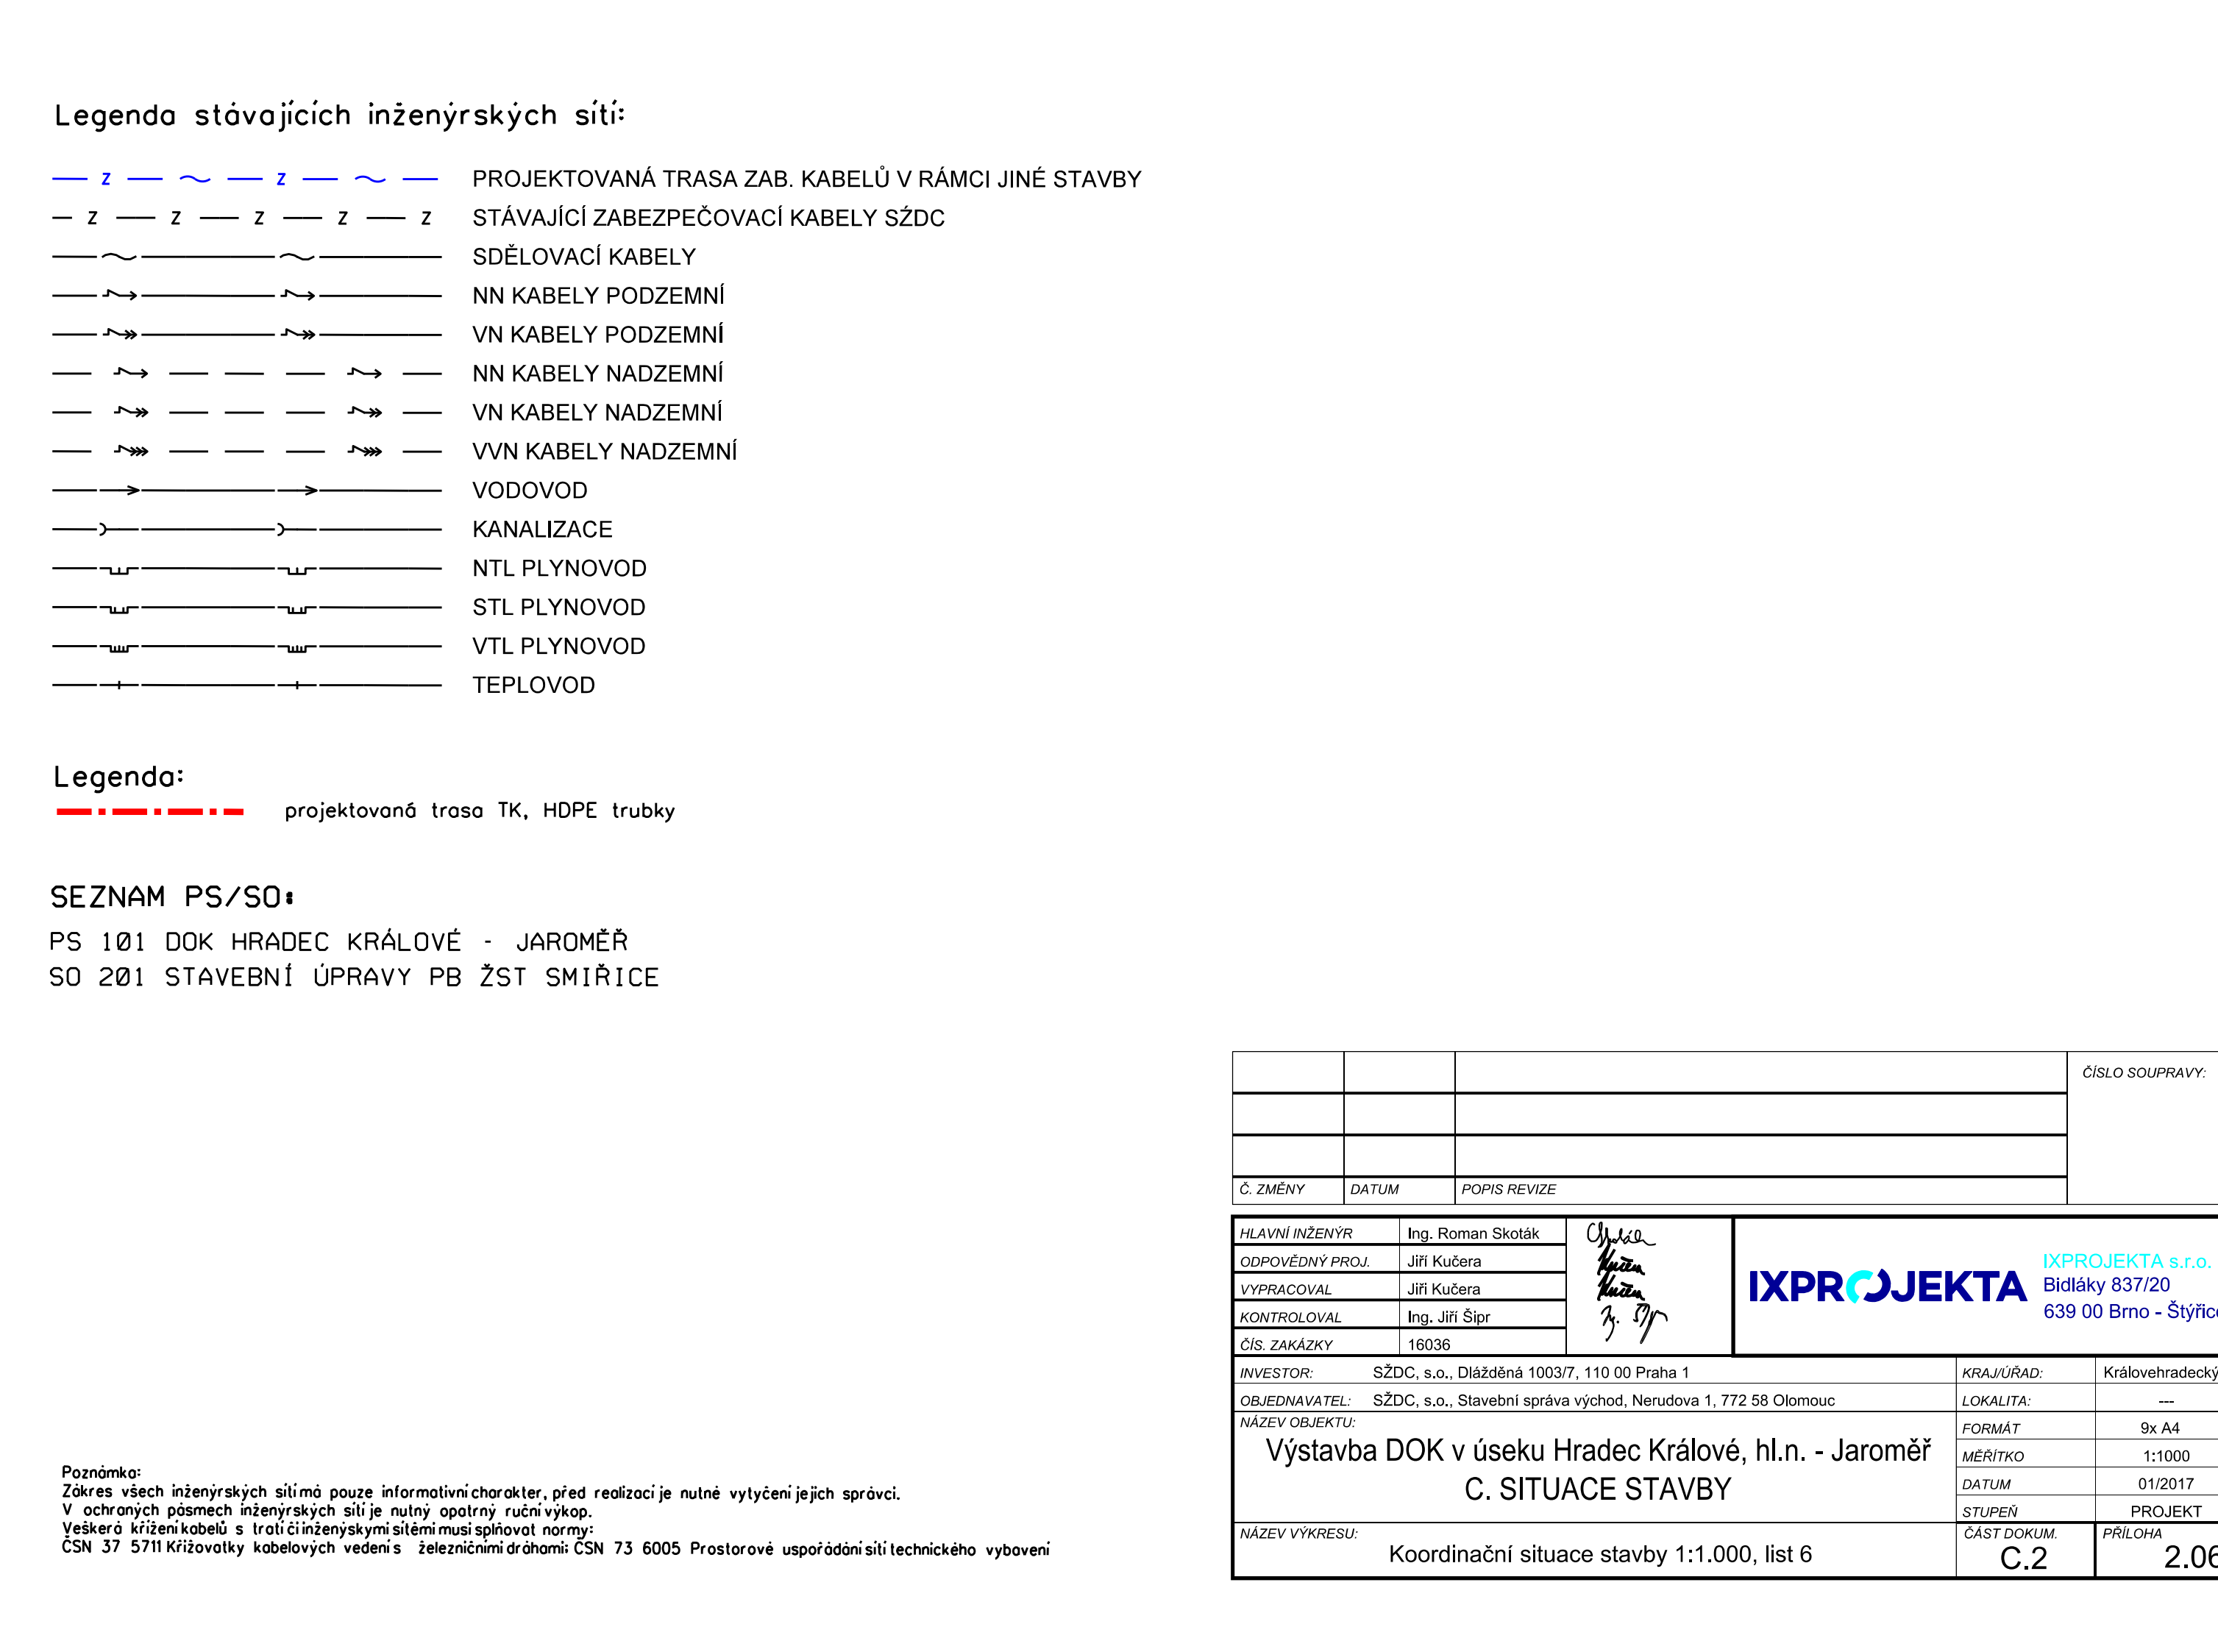 Legenda stávajících inženýrských sítí:
Z Z PROJEKTOVANÁ TRASA ZAB. KABELŮ V RÁMCI JINÉ STAVBY
Z Z Z Z Z STÁVAJÍCÍ ZABEZPEČOVACÍ KABELY SŹDC
SDĚLOVACÍ KABELY
NN KABELY PODZEMNÍ
VN KABELY PODZEMNÍ
NN KABELY NADZEMNÍ
VN KABELY NADZEMNÍ
VVN KABELY NADZEMNÍ
VODOVOD
KANALIZACE
NTL PLYNOVOD
STL PLYNOVOD
VTL PLYNOVOD
TEPLOVOD
Legenda:
projektovaná trasa TK, HDPE trubky
SEZNAM PS/SO:
PS 101 DOK HRADEC KRÁLOVÉ - JAROMĚŘ
SO 201 STAVEBNÍ ÚPRAVY PB ŽST SMIŘICE
Poznámka:
Zákres všech inženýrských sítí má pouze informativní charakter, před realizací je nutné vytyčení jejich správci.
V ochraných pásmech inženýrských sítí je nutný opatrný ruční výkop.
Veškerá křížení kabelů s tratí či inženýskymi sítěmi musí splňovat normy:
ČSN 37 5711 Křižovatky kabelových vedení s železničními dráhami; ČSN 73 6005 Prostorové uspořádání sítí technického vybavení
ČÍSLO SOUPRAVY:
Č. ZMĚNY DATUM POPIS REVIZE
HLAVNÍ INŽENÝR Ing. Roman Skoták
ODPOVĚDNÝ PROJ. Jiří Kučera
VYPRACOVAL Jiři Kučera
KONTROLOVAL Ing. Jiří Šipr
ČÍS. ZAKÁZKY 16036
IXPROJEKTA
IXPROJEKTA s.r.o.
Bidláky 837/20
639 00 Brno - Štýřice
INVESTOR: SŽDC, s.o., Dlážděná 1003/7, 110 00 Praha 1
KRAJ/ÚŘAD: Královehradecký
OBJEDNAVATEL: SŽDC, s.o., Stavební správa východ, Nerudova 1, 772 58 Olomouc
LOKALITA: ---
NÁZEV OBJEKTU:
Výstavba DOK v úseku Hradec Králové, hl.n. - Jaroměř
C. SITUACE STAVBY
FORMÁT 9x A4
MĚŘÍTKO 1:1000
DATUM 01/2017
STUPEŇ PROJEKT
NÁZEV VÝKRESU:
Koordinační situace stavby 1:1.000, list 6
ČÁST DOKUM.
C.2
PŘÍLOHA
2.06